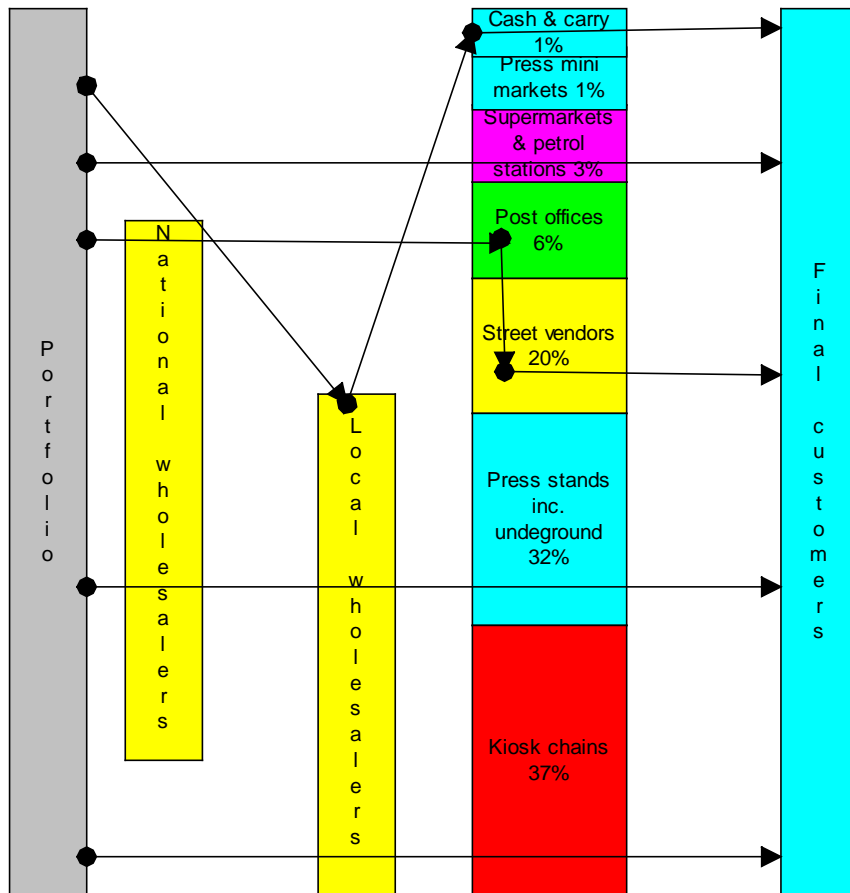 Portfolio
National wholesalers
Local wholesalers
Cash & carry
1%
Press mini
markets 1%
Supermarkets
& petrol
stations 3%
Post offices
6%
Street vendors
20%
Press stands
inc.
undeground
32%
Kiosk chains
37%
Final customers